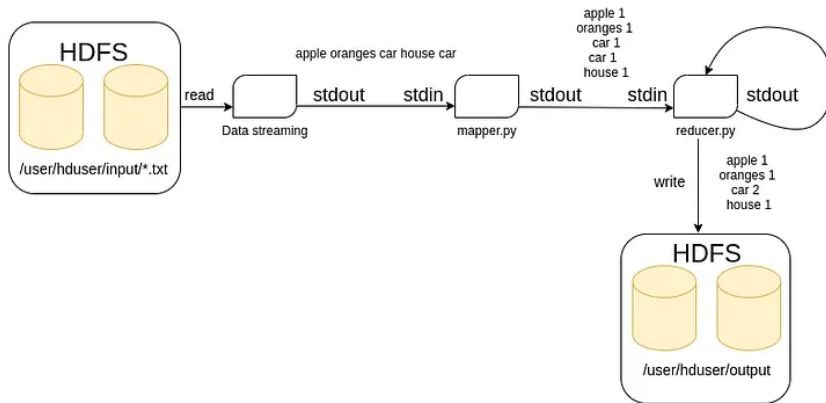 HDFS
/user/hduser/input/*.txt
read
Data streaming
stdout
apple oranges car house car
stdin
mapper.py
stdout
apple 1
oranges 1
car 1
car 1
house 1
stdin
reducer.py
stdout
write
apple 1
oranges 1
car 2
house 1
HDFS
/user/hduser/output